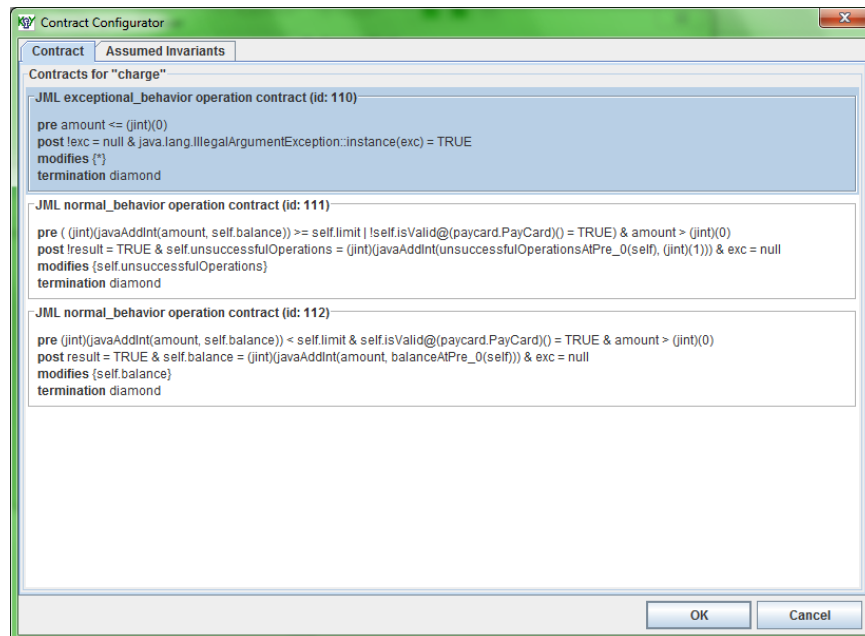 KeY Contract Configurator
Contract Assumed Invariants
Contracts for "charge"
JML exceptional_behavior operation contract (id: 110)
pre amount <= (jint)(0)
post !exc = null & java.lang.IllegalArgumentException::instance(exc) = TRUE
modifies {*}
termination diamond
JML normal_behavior operation contract (id: 111)
pre ( (jint)(javaAddInt(amount, self.balance)) >= self.limit | !self.isValid@(paycard.PayCard)() = TRUE) & amount > (jint)(0)
post !result = TRUE & self.unsuccessfulOperations = (jint)(javaAddInt(unsuccessfulOperationsAtPre_0(self), (jint)(1))) & exc = null
modifies {self.unsuccessfulOperations}
termination diamond
JML normal_behavior operation contract (id: 112)
pre (jint)(javaAddInt(amount, self.balance)) < self.limit & self.isValid@(paycard.PayCard)() = TRUE & amount > (jint)(0)
post result = TRUE & self.balance = (jint)(javaAddInt(amount, balanceAtPre_0(self))) & exc = null
modifies {self.balance}
termination diamond
OK Cancel